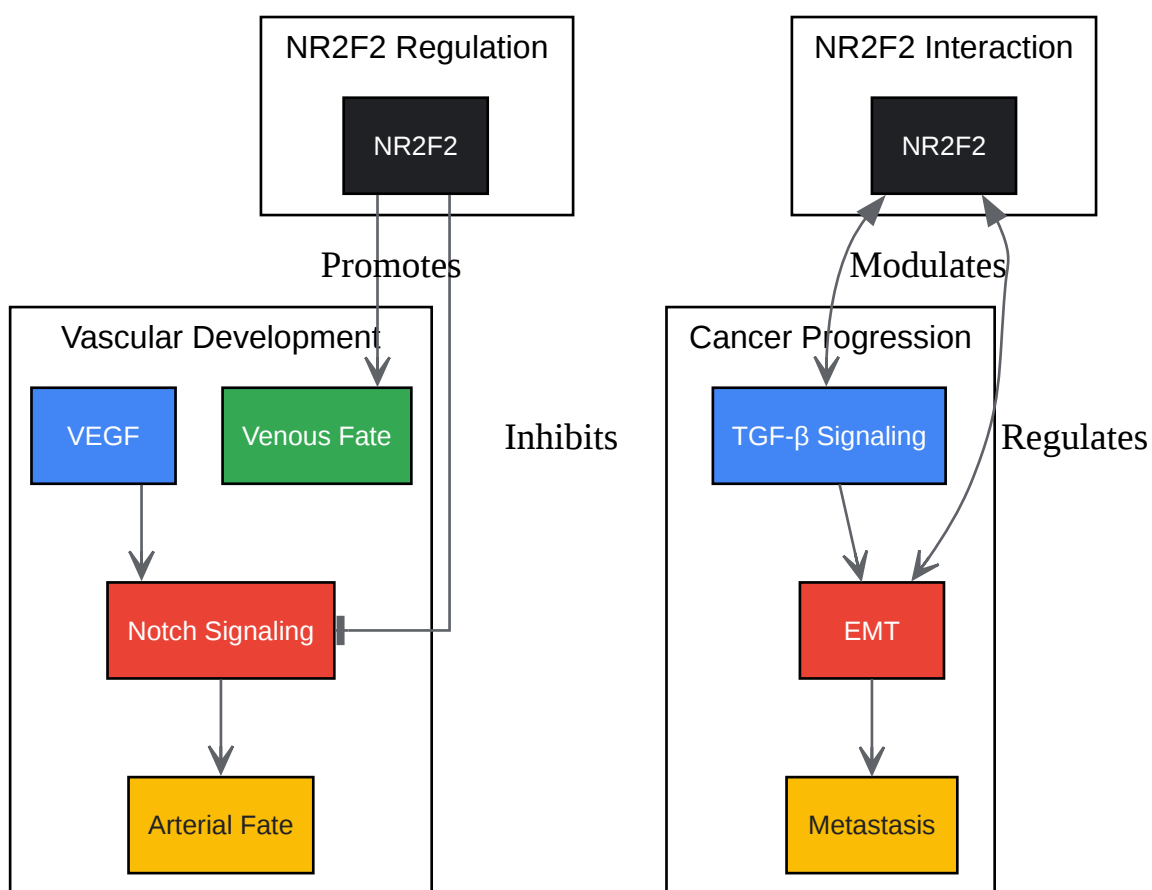 NR2F2 Regulation
NR2F2
Promotes
Vascular Development
VEGF
Venous Fate
Inhibits
Notch Signaling
Arterial Fate
NR2F2 Interaction
NR2F2
Modulates
Cancer Progression
TGF-β Signaling
Regulates
EMT
Metastasis